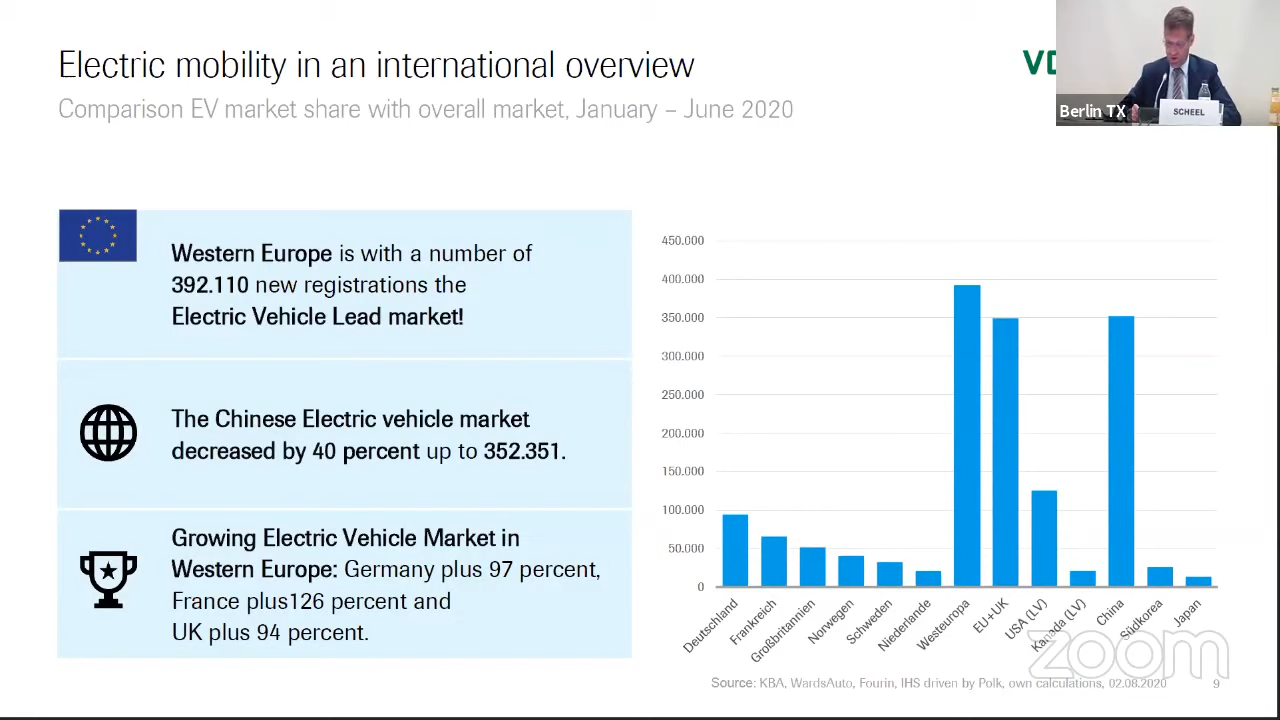 Electric mobility in an international overview
Comparison EV market share with overall market, January – June 2020
Berlin TX
SCHEEL
Western Europe is with a number of
392.110 new registrations the
Electric Vehicle Lead market!
The Chinese Electric vehicle market
decreased by 40 percent up to 352.351.
Growing Electric Vehicle Market in
Western Europe: Germany plus 97 percent,
France plus126 percent and
UK plus 94 percent.
450.000
400.000
350.000
300.000
250.000
200.000
150.000
100.000
50.000
0
Deutschland
Frankreich
Großbritannien
Norwegen
Schweden
Niederlande
Westeuropa
EU+UK
USA (LV)
Kanada (LV)
China
Südkorea
Japan
zoom
Source: KBA, WardsAuto, Fourin, IHS driven by Polk, own calculations, 02.08.2020
9